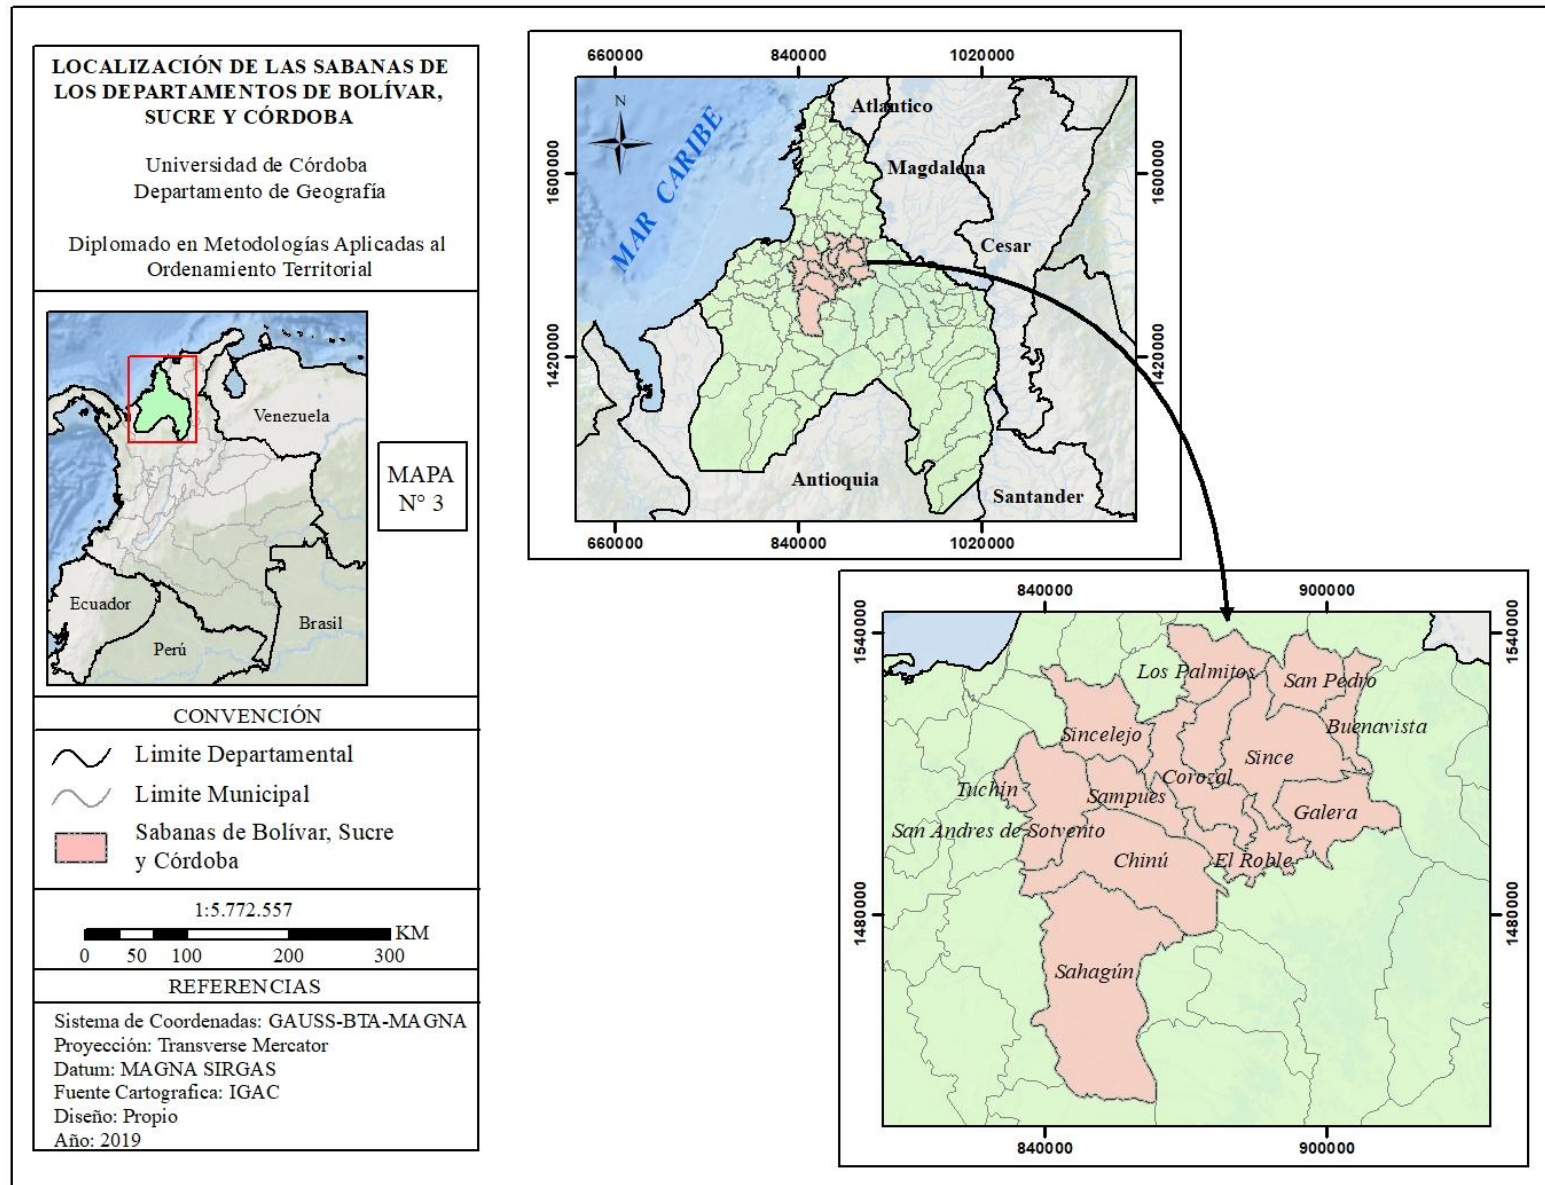 LOCALIZACIÓN DE LAS SABANAS DE
LOS DEPARTAMENTOS DE BOLÍVAR,
SUCRE Y CÓRDOBA
Universidad de Córdoba
Departamento de Geografía
Diplomado en Metodologías Aplicadas al
Ordenamiento Territorial
Venezuela
Ecuador
Perú
Brasil
MAPA
N° 3
CONVENCIÓN
Limite Departamental
Limite Municipal
Sabanas de Bolívar, Sucre
y Córdoba
1:5.772.557
KM
0 50 100 200 300
REFERENCIAS
Sistema de Coordenadas: GAUSS-BTA-MAGNA
Proyección: Transverse Mercator
Datum: MAGNA SIRGAS
Fuente Cartografica: IGAC
Diseño: Propio
Año: 2019
660000 840000 1020000
N
MAR CARIBE
Atlantico
Magdalena
Cesar
Antioquia
Santander
1600000
1420000
1600000
1420000
660000 840000 1020000
840000 900000
1540000
1480000
1540000
1480000
Los Palmitos
San Pedro
Buenavista
Sincelejo
Since
Corozal
Tuchín
Sampues
Galera
San Andres de Sotvento
Chinú
El Roble
Sahagún
840000 900000